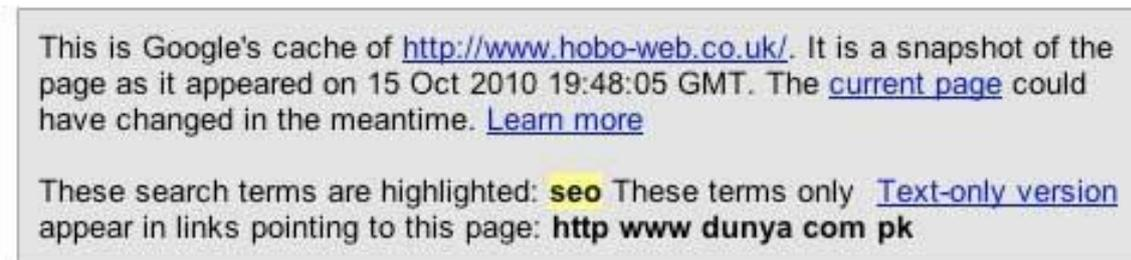 This is Google's cache of http://www.hobo-web.co.uk/. It is a snapshot of the
page as it appeared on 15 Oct 2010 19:48:05 GMT. The current page could
have changed in the meantime. Learn more
These search terms are highlighted: seo These terms only Text-only version
appear in links pointing to this page: http www dunya com pk